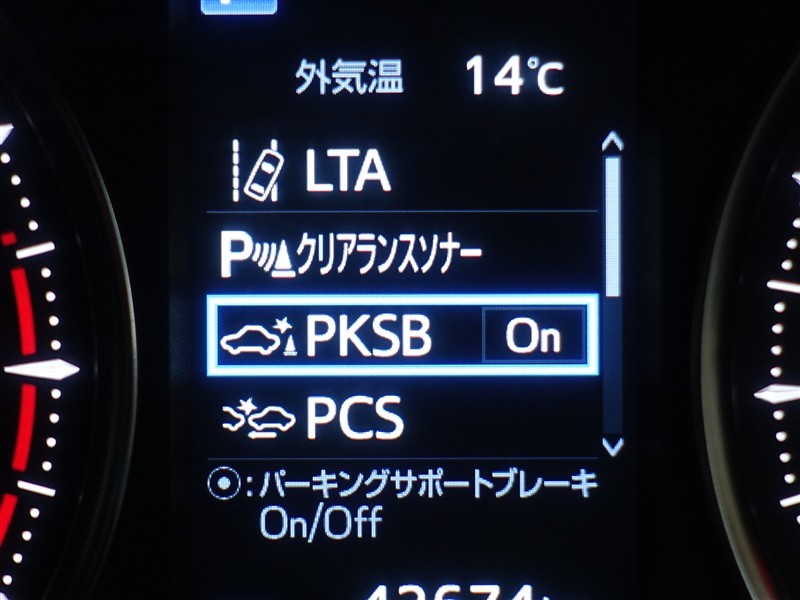 外気温 14℃
LTA
Pクリアランスソナー
PKSB On
PCS
:パーキングサポートブレーキ
On/Off